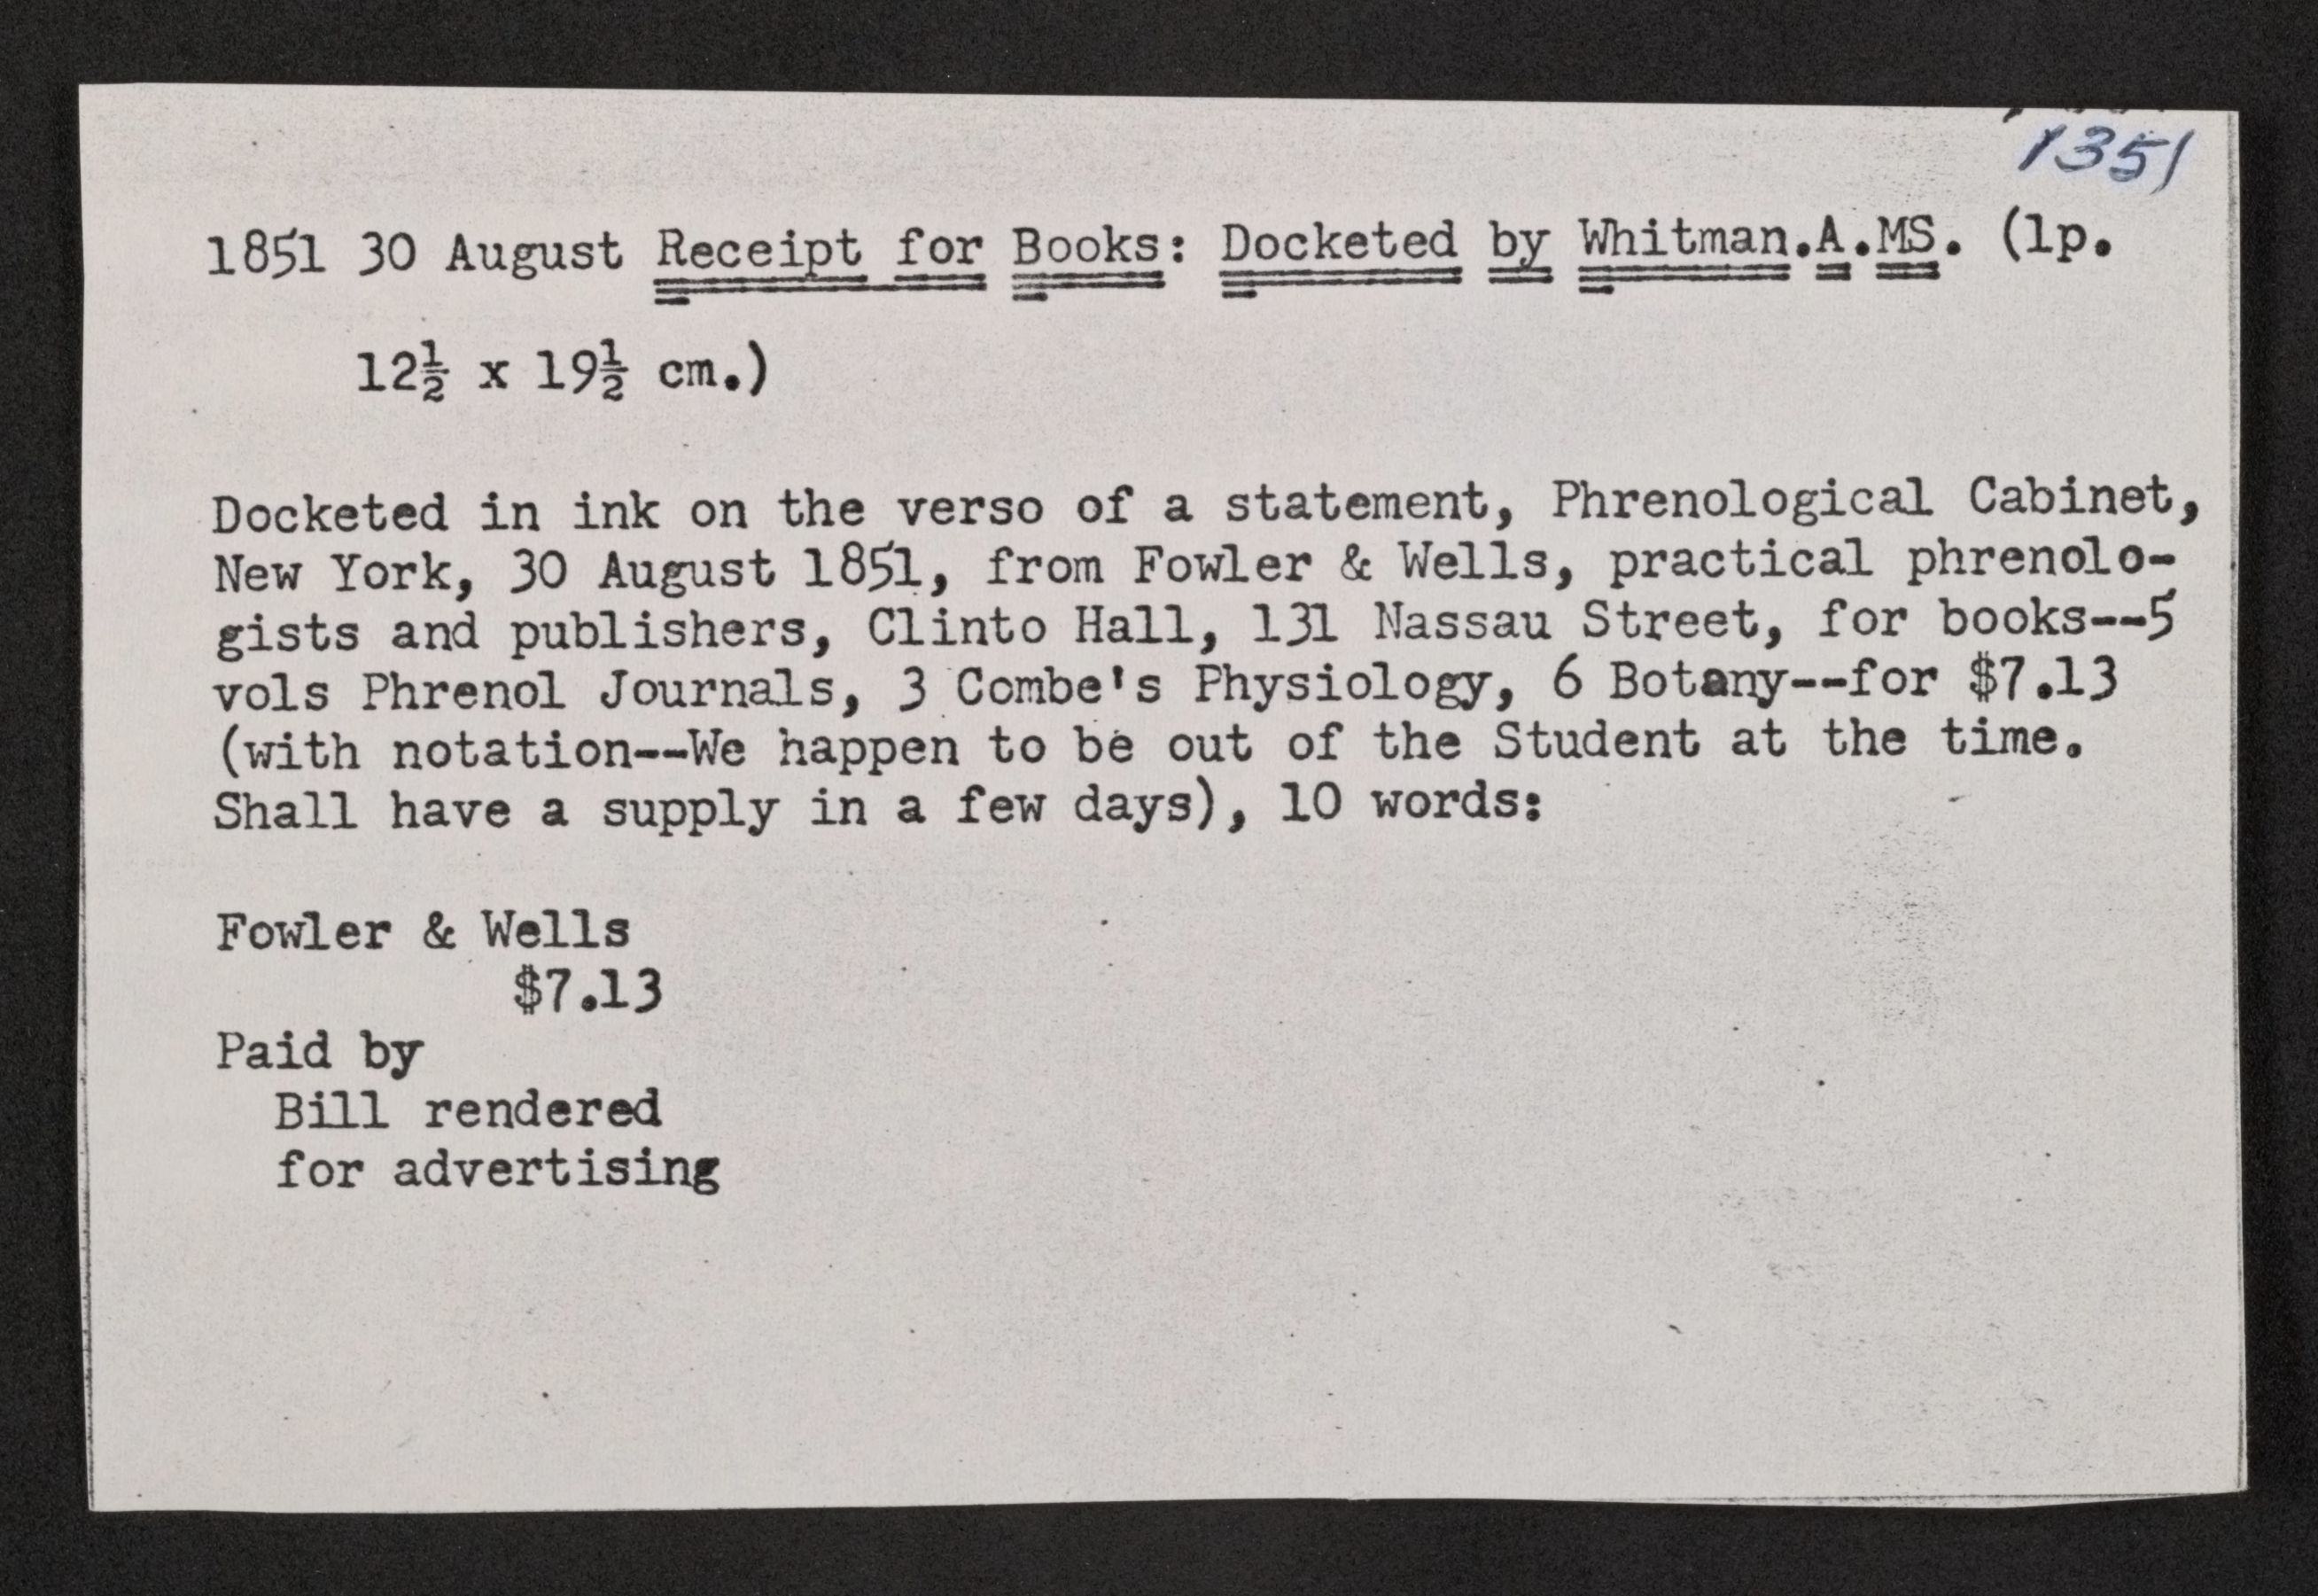 1351
1851 30 August Receipt for Books: Docketed by Whitman.A.MS. (1p.
12½ x 19½ cm.)
Docketed in ink on the verso of a statement, Phrenological Cabinet,
New York, 30 August 1851, from Fowler & Wells, practical phrenolo-
gists and publishers, Clinto Hall, 131 Nassau Street, for books--5
vols Phrenol Journals, 3 Combe's Physiology, 6 Botany--for $7.13
(with notation--We happen to be out of the Student at the time.
Shall have a supply in a few days), 10 words:
Fowler & Wells
$7.13
Paid by
Bill rendered
for advertising